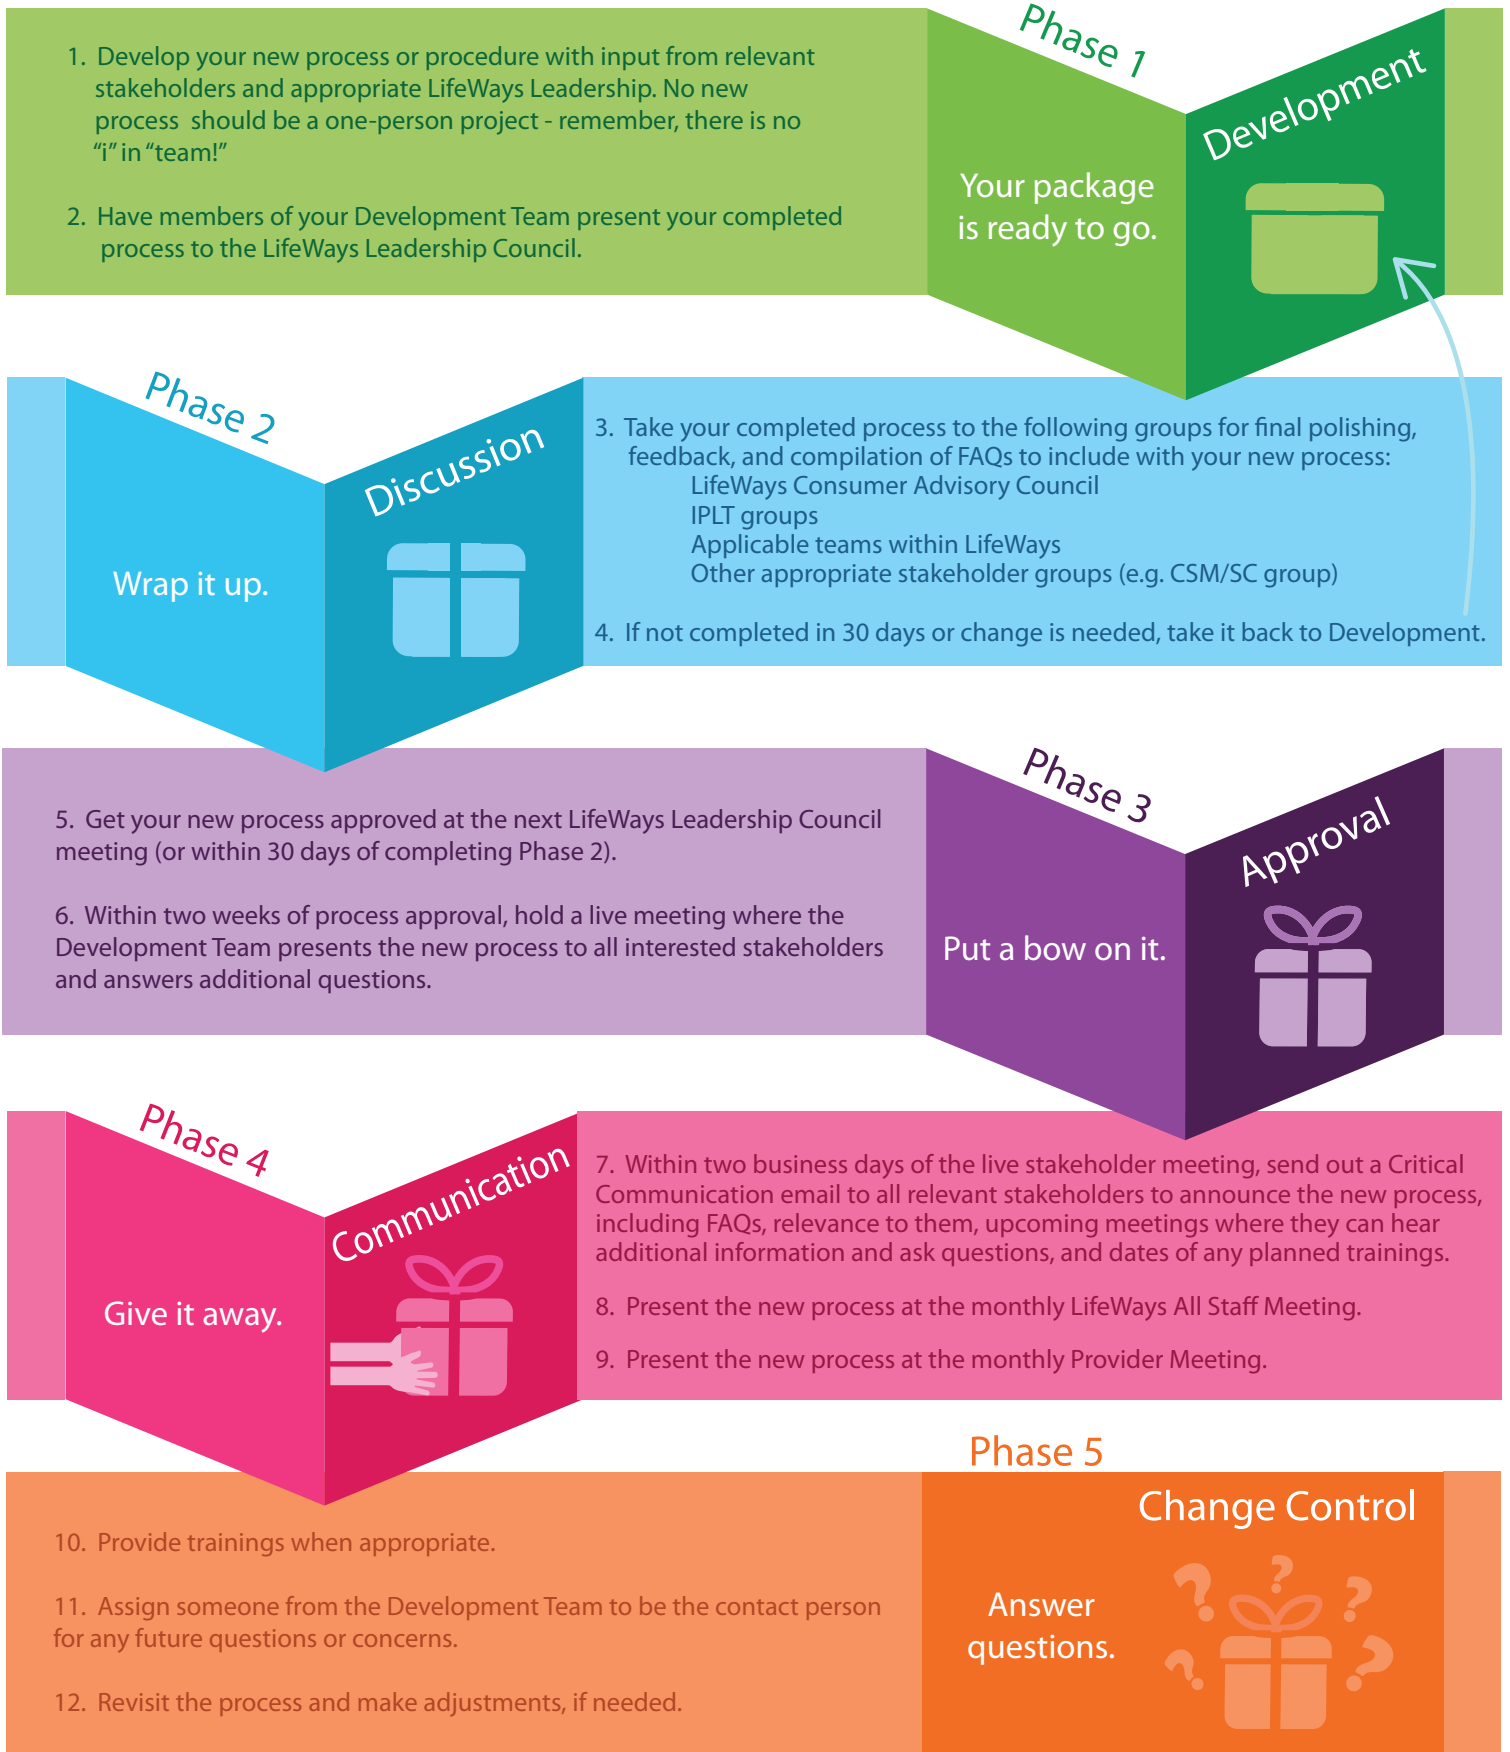 Phase 1
Development
Your package
is ready to go.
1. Develop your new process or procedure with input from relevant
stakeholders and appropriate LifeWays Leadership. No new
process should be a one-person project - remember, there is no
“i” in “team!”
2. Have members of your Development Team present your completed
process to the LifeWays Leadership Council.
Phase 2
Discussion
Wrap it up.
3. Take your completed process to the following groups for final polishing,
feedback, and compilation of FAQs to include with your new process:
LifeWays Consumer Advisory Council
IPLT groups
Applicable teams within LifeWays
Other appropriate stakeholder groups (e.g. CSM/SC group)
4. If not completed in 30 days or change is needed, take it back to Development.
Phase 3
Approval
Put a bow on it.
5. Get your new process approved at the next LifeWays Leadership Council
meeting (or within 30 days of completing Phase 2).
6. Within two weeks of process approval, hold a live meeting where the
Development Team presents the new process to all interested stakeholders
and answers additional questions.
Phase 4
Communication
Give it away.
7. Within two business days of the live stakeholder meeting, send out a Critical
Communication email to all relevant stakeholders to announce the new process,
including FAQs, relevance to them, upcoming meetings where they can hear
additional information and ask questions, and dates of any planned trainings.
8. Present the new process at the monthly LifeWays All Staff Meeting.
9. Present the new process at the monthly Provider Meeting.
Phase 5
Change Control
Answer
questions.
? ? ? ? ?
10. Provide trainings when appropriate.
11. Assign someone from the Development Team to be the contact person
for any future questions or concerns.
12. Revisit the process and make adjustments, if needed.